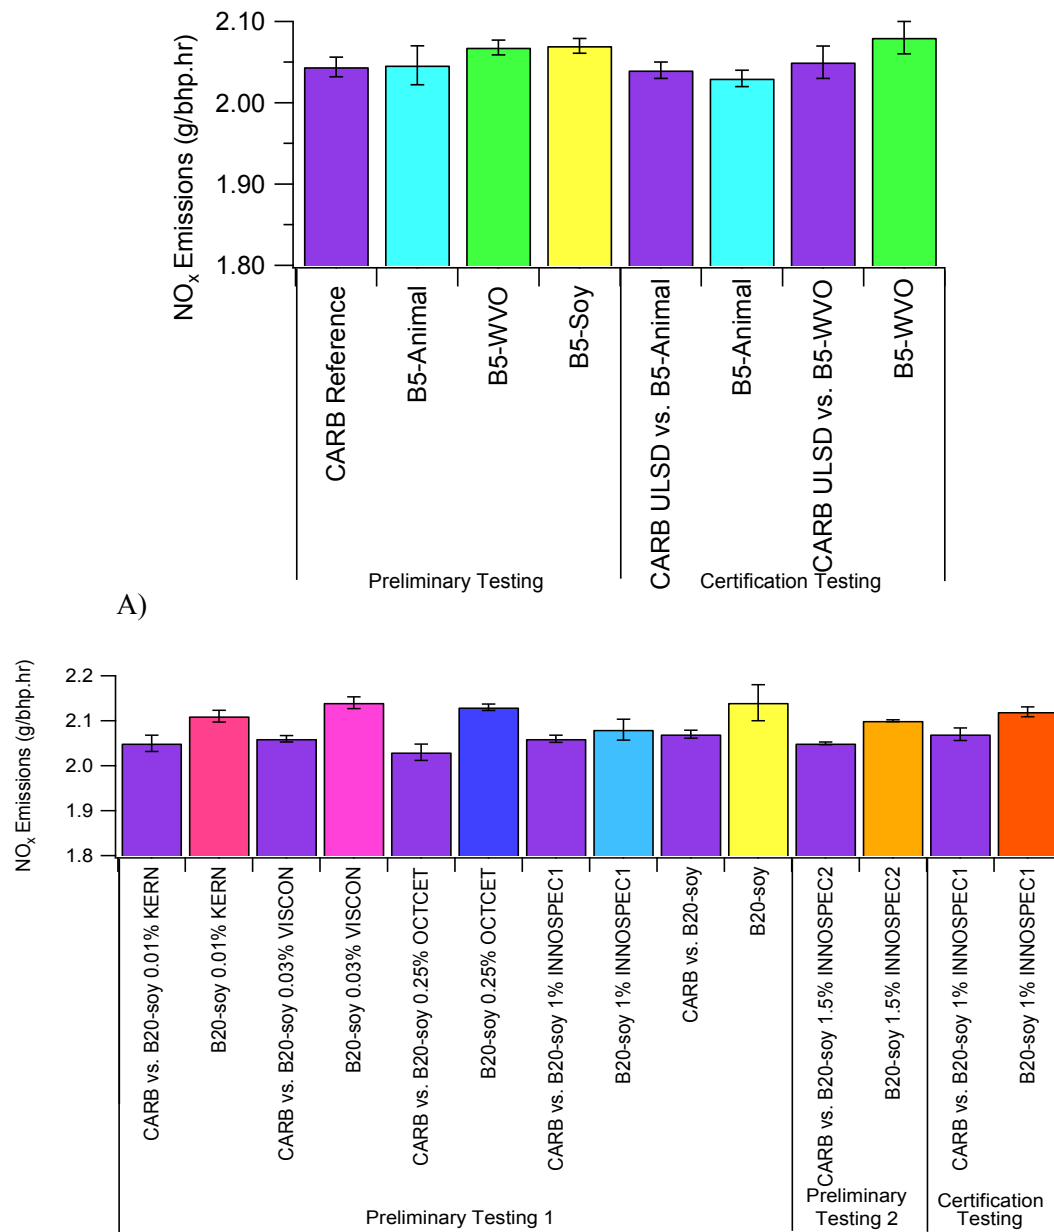 NOx Emissions (g/bhp.hr)
2.10
2.00
1.90
1.80
CARB Reference
B5-Animal
B5-WVO
B5-Soy
CARB ULSD vs. B5-Animal
B5-Animal
CARB ULSD vs. B5-WVO
B5-WVO
Preliminary Testing
Certification Testing
A)
NOx Emissions (g/bhp.hr)
2.2
2.1
2.0
1.9
1.8
CARB vs. B20-soy 0.01% KERN
B20-soy 0.01% KERN
CARB vs. B20-soy 0.03% VISCON
B20-soy 0.03% VISCON
CARB vs. B20-soy 0.25% OCTCET
B20-soy 0.25% OCTCET
CARB vs. B20-soy 1% INNOSPEC1
B20-soy 1% INNOSPEC1
CARB vs. B20-soy
B20-soy
CARB vs. B20-soy 1.5% INNOSPEC2
B20-soy 1.5% INNOSPEC2
CARB vs. B20-soy 1% INNOSPEC1
B20-soy 1% INNOSPEC1
Preliminary Testing 1
Preliminary
Testing 2
Certification
Testing